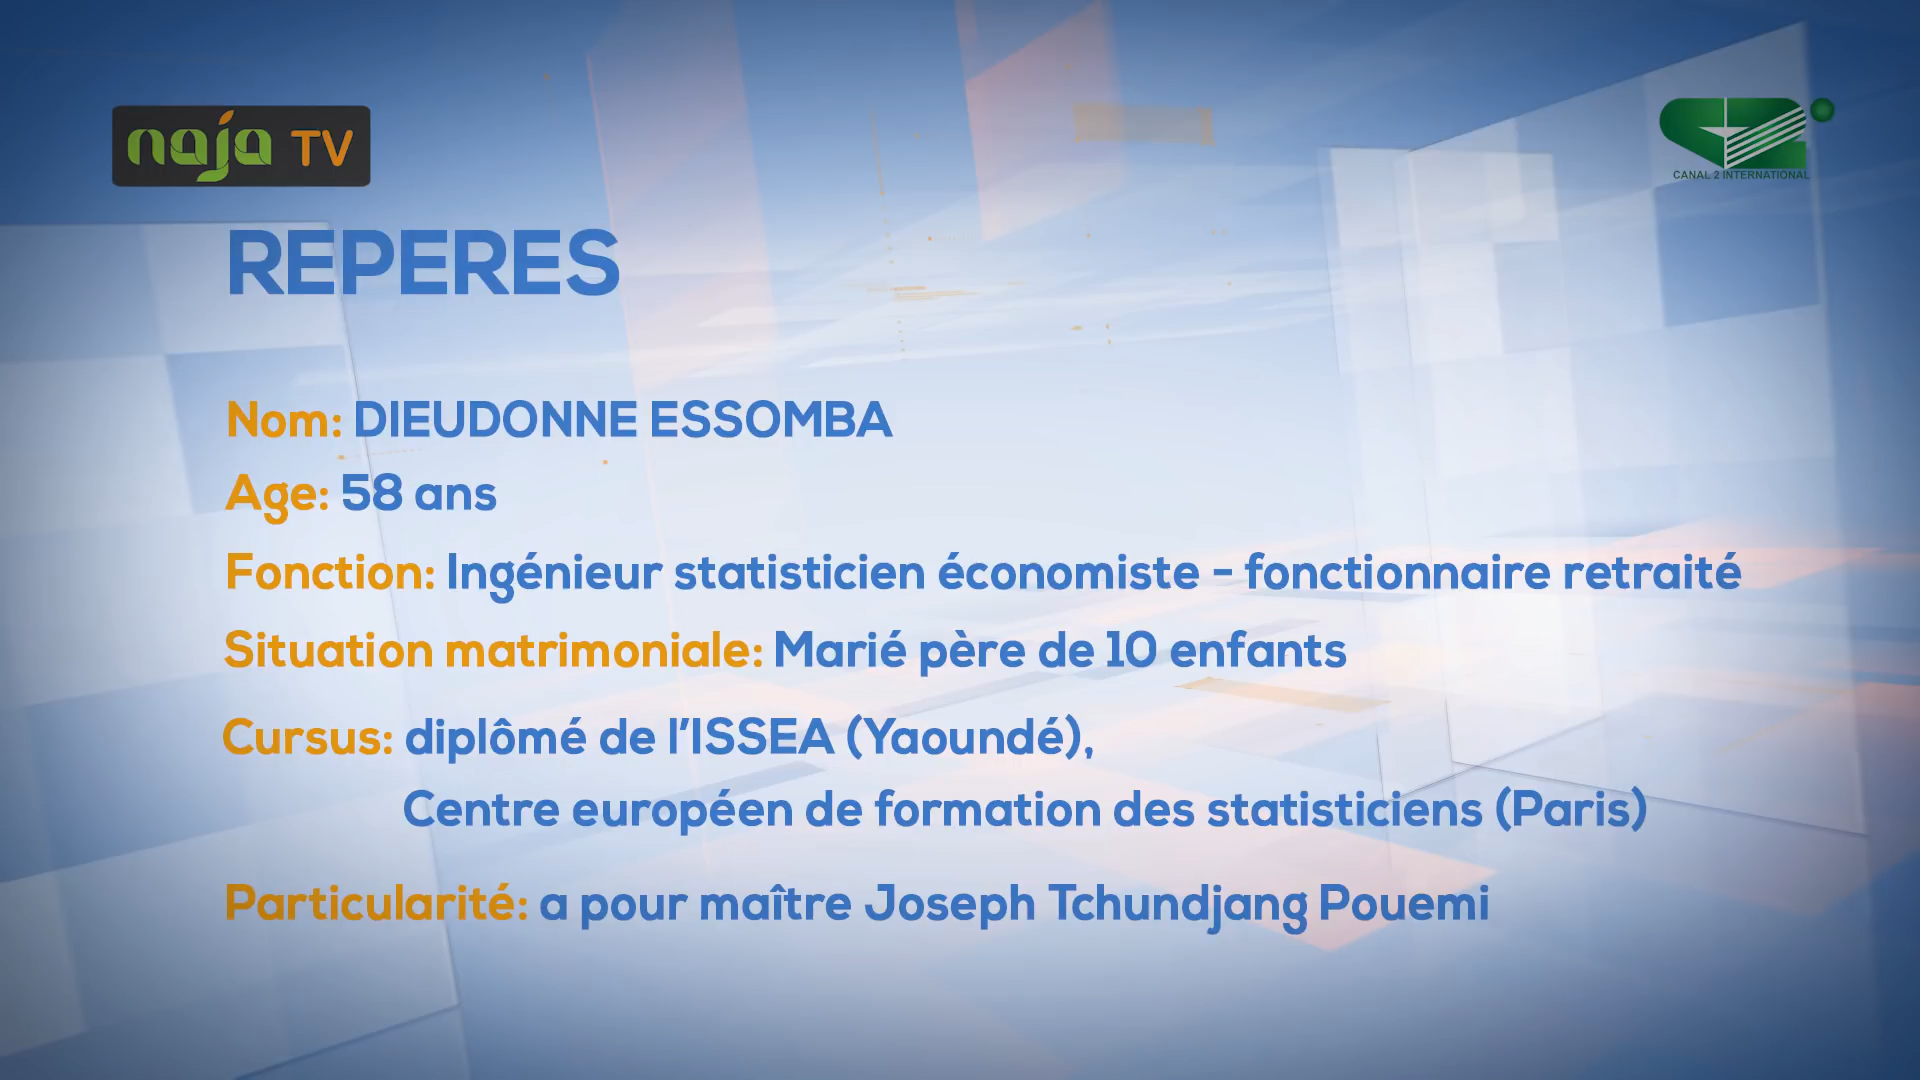 naja TV
CANAL 2 INTERNATIONAL
REPERES
Nom: DIEUDONNE ESSOMBA
Age: 58 ans
Fonction: Ingénieur statisticien économiste - fonctionnaire retraité
Situation matrimoniale: Marié père de 10 enfants
Cursus: diplômé de l'ISSEA (Yaoundé),
Centre européen de formation des statisticiens (Paris)
Particularité: a pour maître Joseph Tchundjang Pouemi